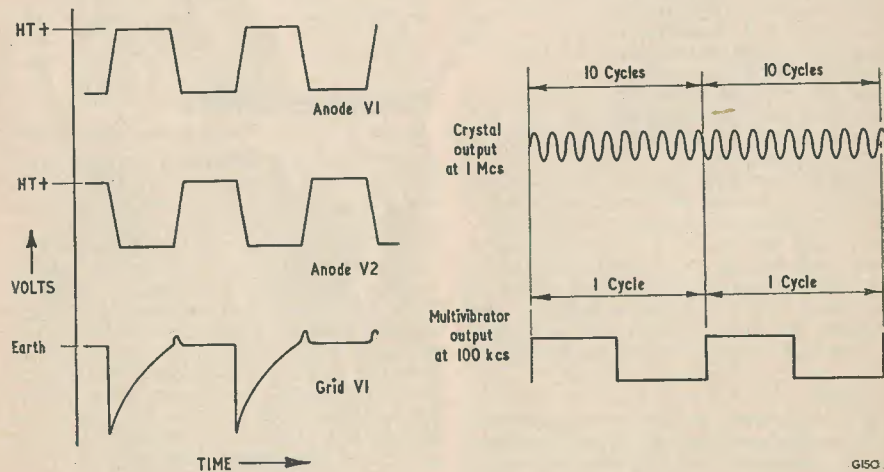 HT+
Anode V1
HT+
Anode V2
VOLTS
Earth
Grid V1
TIME
10 Cycles
10 Cycles
Crystal
output
at 1 Mcs
1 Cycle
1 Cycle
Multivibrator
output
at 100 kcs